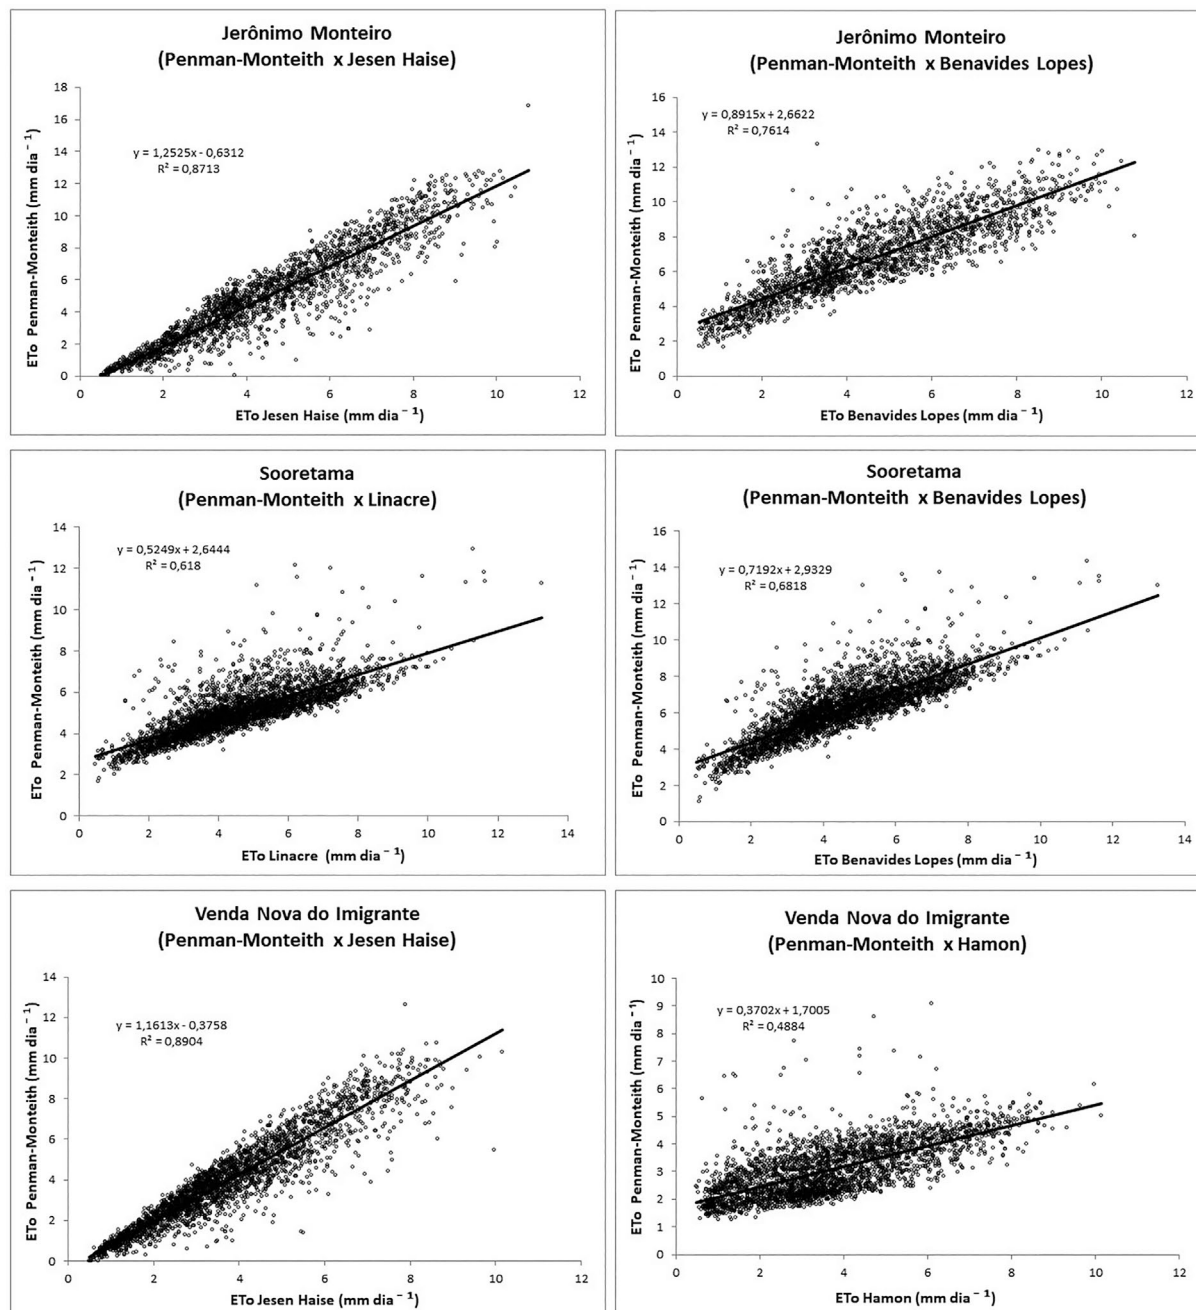 Jerônimo Monteiro
(Penman-Monteith x Jesen Haise)
y = 1,2525x - 0,6312
R² = 0,8713
ETo Penman-Monteith (mm dia ⁻¹)
18
16
14
12
10
8
6
4
2
0
0 2 4 6 8 10 12
ETo Jesen Haise (mm dia ⁻¹)
Jerônimo Monteiro
(Penman-Monteith x Benavides Lopes)
y = 0,8915x + 2,6622
R² = 0,7614
ETo Penman-Monteith (mm dia ⁻¹)
16
14
12
10
8
6
4
2
0
0 2 4 6 8 10 12
ETo Benavides Lopes (mm dia ⁻¹)
Sooretama
(Penman-Monteith x Linacre)
y = 0,5249x + 2,6444
R² = 0,618
ETo Penman-Monteith (mm dia ⁻¹)
14
12
10
8
6
4
2
0
0 2 4 6 8 10 12 14
ETo Linacre (mm dia ⁻¹)
Sooretama
(Penman-Monteith x Benavides Lopes)
y = 0,7192x + 2,9329
R² = 0,6818
ETo Penman-Monteith (mm dia ⁻¹)
16
14
12
10
8
6
4
2
0
0 2 4 6 8 10 12 14
ETo Benavides Lopes (mm dia ⁻¹)
Venda Nova do Imigrante
(Penman-Monteith x Jesen Haise)
y = 1,1613x - 0,3758
R² = 0,8904
ETo Penman-Monteith (mm dia ⁻¹)
14
12
10
8
6
4
2
0
0 2 4 6 8 10 12
ETo Jesen Haise (mm dia ⁻¹)
Venda Nova do Imigrante
(Penman-Monteith x Hamon)
y = 0,3702x + 1,7005
R² = 0,4884
ETo Penman-Monteith (mm dia ⁻¹)
10
9
8
7
6
5
4
3
2
1
0
0 2 4 6 8 10 12
ETo Hamon (mm dia ⁻¹)